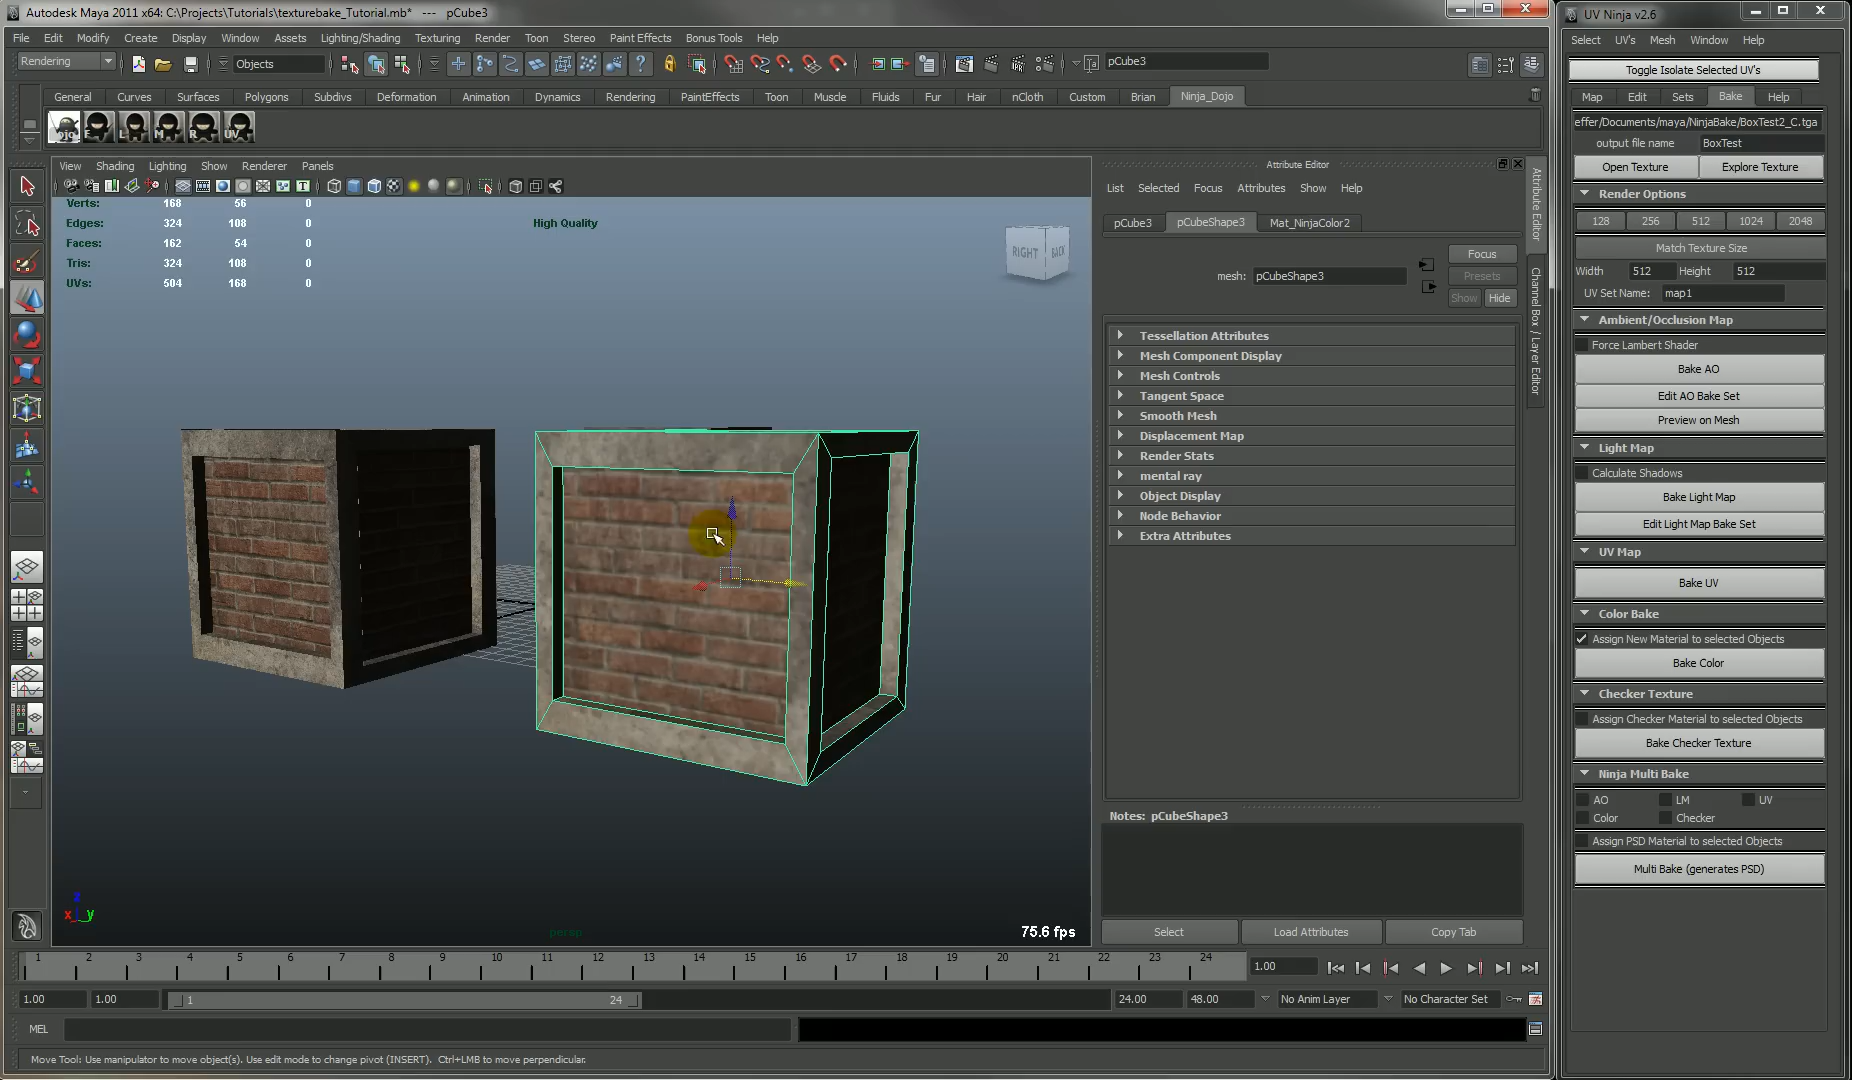 Autodesk Maya 2011 x64: C:\Projects\Tutorials\texturebake_Tutorial.mb* --- pCube3
UV Ninja v2.6
File Edit Modify Create Display Window Assets Lighting/Shading Texturing Render Toon Stereo Paint Effects Bonus Tools Help
Select UV's Mesh Window Help
Rendering Objects pCube3
Toggle Isolate Selected UV's
General Curves Surfaces Polygons Subdivs Deformation Animation Dynamics Rendering PaintEffects Toon Muscle Fluids Fur Hair nCloth Custom Brian Ninja_Dojo
Map Edit Sets Bake Help
effer/Documents/maya/NinjaBake/BoxTest2_C.tga
output file name BoxTest
Open Texture Explore Texture
View Shading Lighting Show Renderer Panels
Attribute Editor
List Selected Focus Attributes Show Help
Verts: 168 56 0
Edges: 324 108 0
Faces: 162 54 0
Tris: 324 108 0
UVs: 504 168 0
High Quality
RIGHT BACK
pCube3 pCubeShape3 Mat_NinjaColor2
mesh: pCubeShape3
Focus
Presets
Show Hide
Tessellation Attributes
Mesh Component Display
Mesh Controls
Tangent Space
Smooth Mesh
Displacement Map
Render Stats
mental ray
Object Display
Node Behavior
Extra Attributes
Notes: pCubeShape3
Select Load Attributes Copy Tab
Attribute Editor
Channel Box / Layer Editor
Render Options
128 256 512 1024 2048
Match Texture Size
Width 512 Height 512
UV Set Name: map1
Ambient/Occlusion Map
Force Lambert Shader
Bake AO
Edit AO Bake Set
Preview on Mesh
Light Map
Calculate Shadows
Bake Light Map
Edit Light Map Bake Set
UV Map
Bake UV
Color Bake
Assign New Material to selected Objects
Bake Color
Checker Texture
Assign Checker Material to selected Objects
Bake Checker Texture
Ninja Multi Bake
AO LM UV
Color Checker
Assign PSD Material to selected Objects
Multi Bake (generates PSD)
z
x y
persp
75.6 fps
1 2 3 4 5 6 7 8 9 10 11 12 13 14 15 16 17 18 19 20 21 22 23 24
1.00
1.00 1.00 1 24 24.00 48.00 No Anim Layer No Character Set
MEL
Move Tool: Use manipulator to move object(s). Use edit mode to change pivot (INSERT). Ctrl+LMB to move perpendicular.